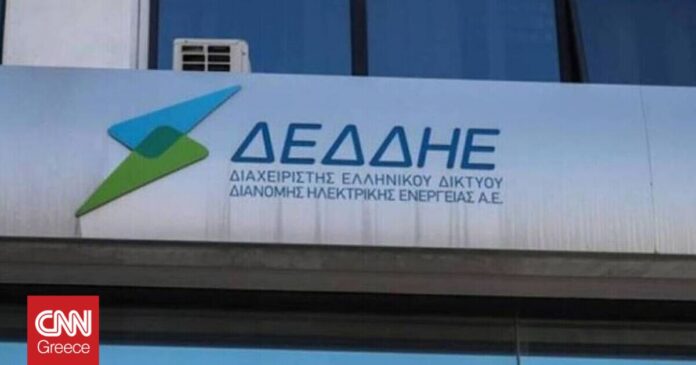 ΔΕΔΔΗΕ
ΔΙΑΧΕΙΡΙΣΤΗΣ ΕΛΛΗΝΙΚΟΥ ΔΙΚΤΥΟΥ
ΔΙΑΝΟΜΗΣ ΗΛΕΚΤΡΙΚΗΣ ΕΝΕΡΓΕΙΑΣ Α.Ε.
CNN
Greece